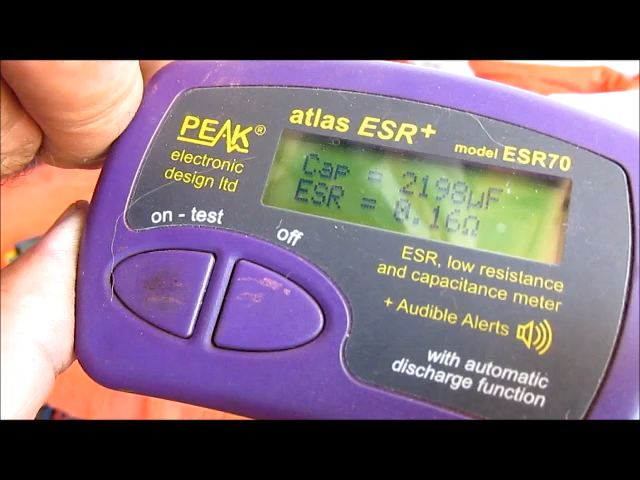 PEAK®
electronic
design ltd
atlas ESR+
model ESR70
Cap = 2198µF
ESR = 0.16Ω
on - test
off
ESR, low resistance
and capacitance meter
+ Audible Alerts
with automatic
discharge function